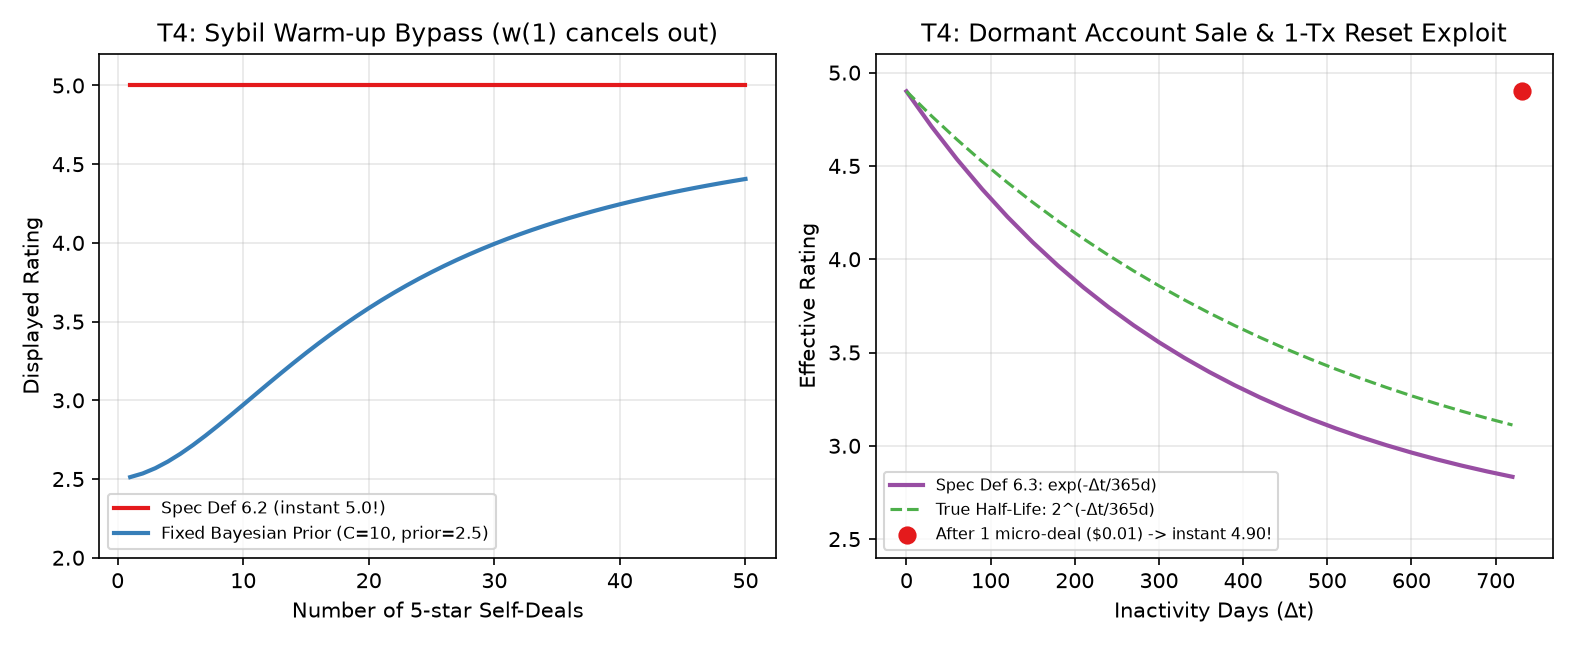 T4: Sybil Warm-up Bypass (w(1) cancels out)
Displayed Rating
5.0
4.5
4.0
3.5
3.0
2.5
2.0
Spec Def 6.2 (instant 5.0!)
Fixed Bayesian Prior (C=10, prior=2.5)
0 10 20 30 40 50
Number of 5-star Self-Deals
T4: Dormant Account Sale & 1-Tx Reset Exploit
Effective Rating
5.0
4.5
4.0
3.5
3.0
2.5
Spec Def 6.3: exp(-Δt/365d)
True Half-Life: 2^(-Δt/365d)
After 1 micro-deal ($0.01) -> instant 4.90!
0 100 200 300 400 500 600 700
Inactivity Days (Δt)